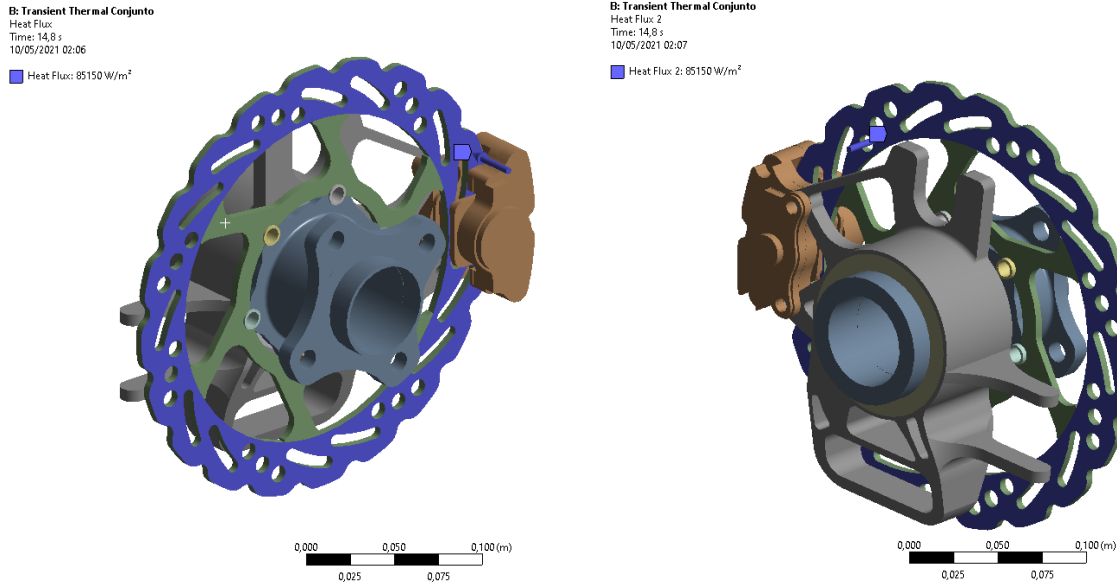 B: Transient Thermal Conjunto
Heat Flux
Time: 14,8 s
10/05/2021 02:06
Heat Flux: 85150 W/m²
0,000 0,050 0,100 (m)
0,025 0,075
B: Transient Thermal Conjunto
Heat Flux 2
Time: 14,8 s
10/05/2021 02:07
Heat Flux 2: 85150 W/m²
0,000 0,050 0,100 (m)
0,025 0,075